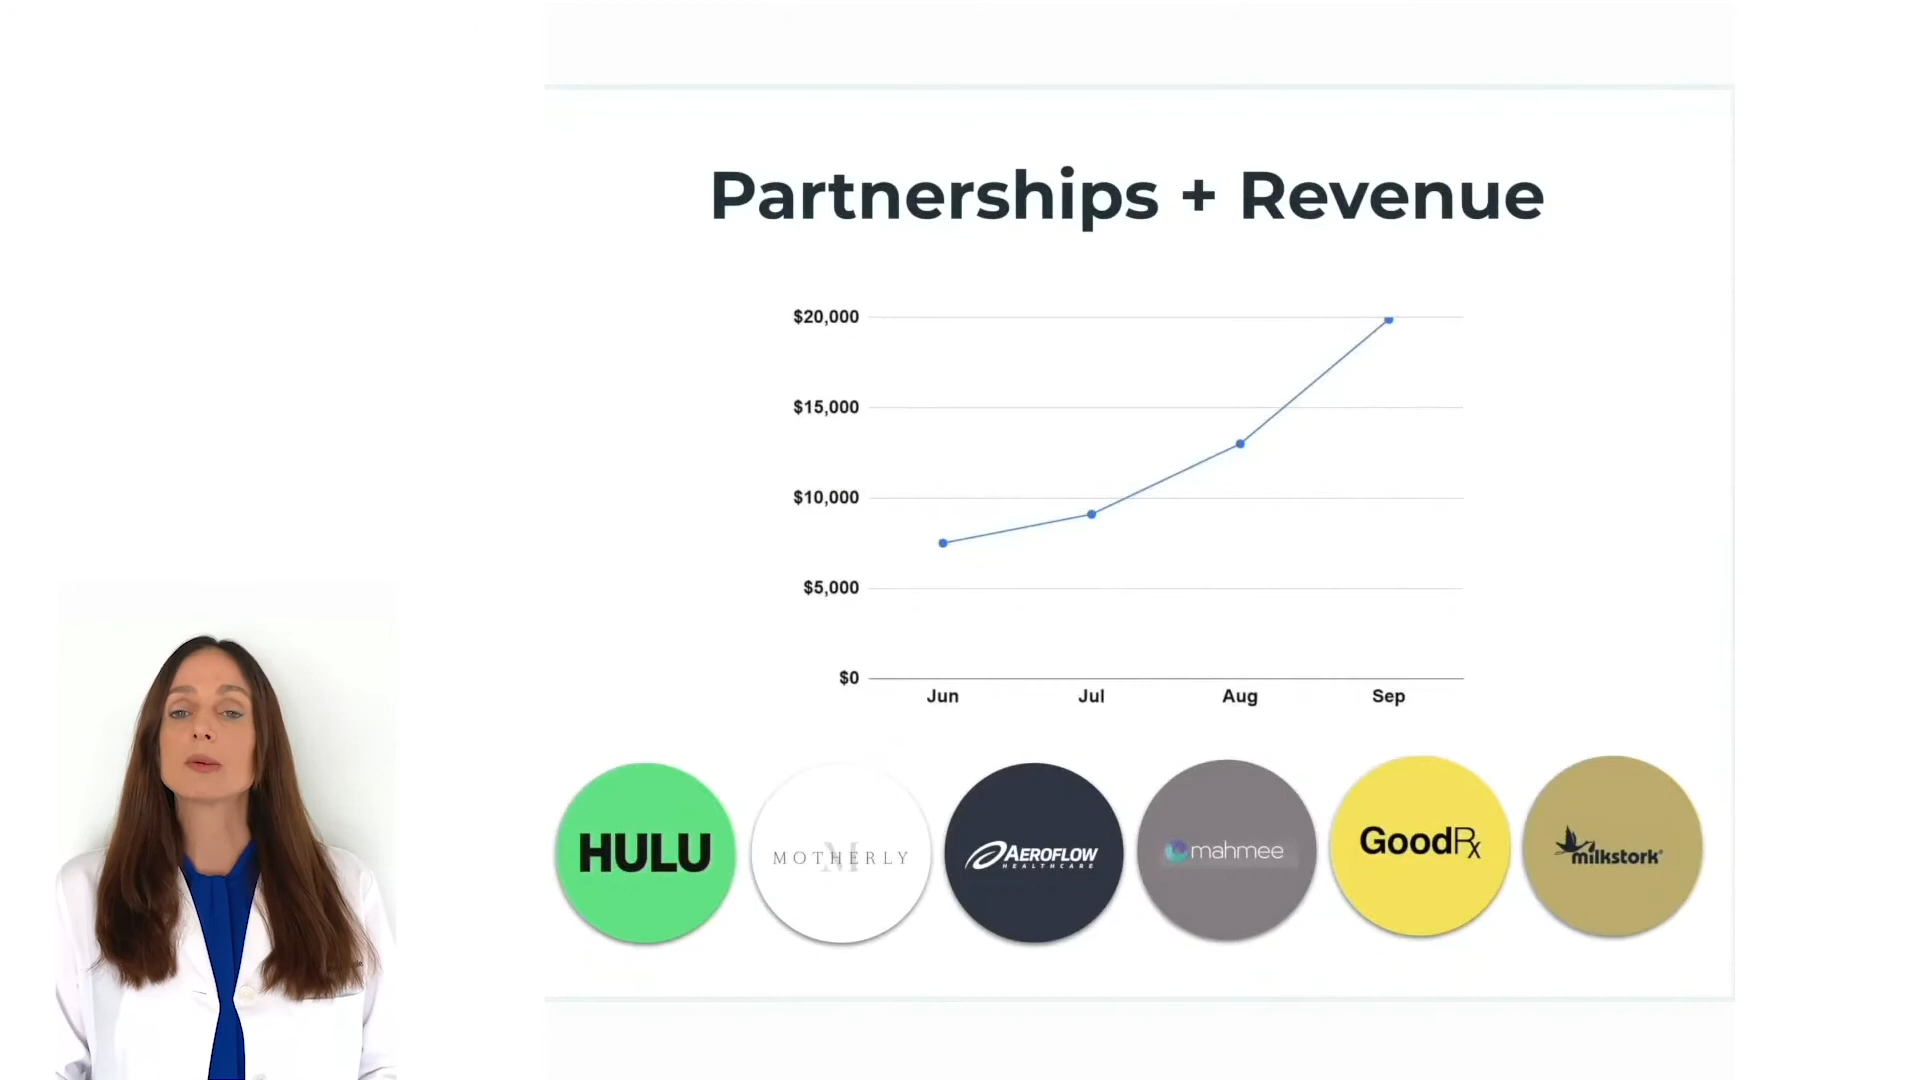 Partnerships + Revenue
$20,000
$15,000
$10,000
$5,000
$0
Jun Jul Aug Sep
HULU
M
MOTHERLY
AEROFLOW
HEALTHCARE
mahmee
GoodRx
milkstork®